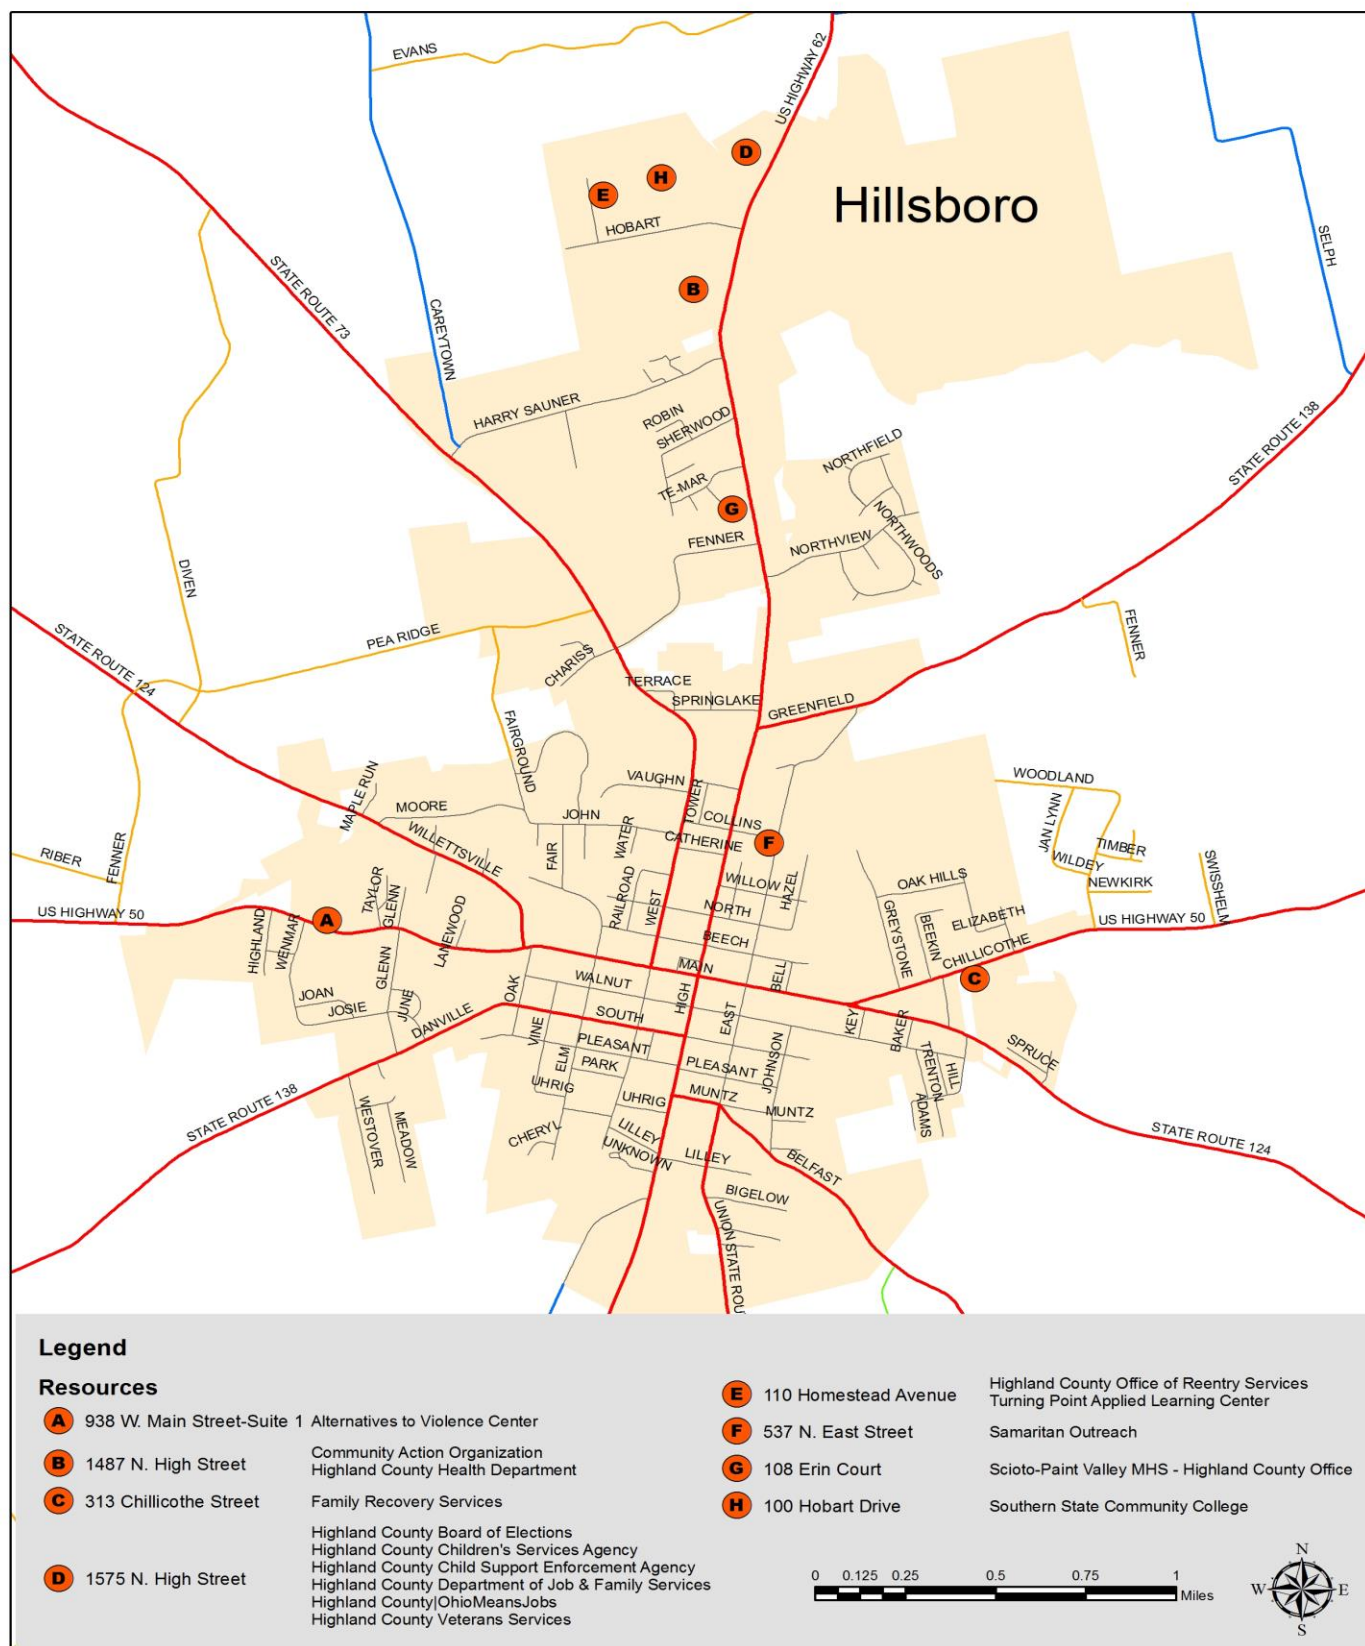 EVANS
US HIGHWAY 62
D
H
E
Hillsboro
HOBART
SELPH
STATE ROUTE 73
B
CAREYTOWN
HARRY SAUNER
ROBIN
SHERWOOD
STATE ROUTE 138
NORTHFIELD
TE-MAR
G
NORTHWOODS
FENNER
NORTHVIEW
DIVEN
PEA RIDGE
FENNER
STATE ROUTE 124
CHARISS
TERRACE
SPRINGLAKE
GREENFIELD
FAIRGROUND
VAUGHN
WOODLAND
MAPLE RUN
MOORE
JOHN
TOWER
COLLINS
JAN LYNN
WILLETTSVILLE
WATER
CATHERINE
F
TIMBER
RIBER
FENNER
FAIR
WILDEY
SWISSHELM
TAYLOR
GLENN
RAILROAD
WEST
WILLOW
HAZEL
OAK HILLS
NEWKIRK
US HIGHWAY 50
A
NORTH
GREYSTONE
BEEKIN
ELIZABETH
US HIGHWAY 50
HIGHLAND
WENMAR
LANEWOOD
BEECH
CHILLICOTHE
GLENN
MAIN
BELL
C
JOAN
JOSIE
JUNE
OAK
WALNUT
HIGH
DANVILLE
SOUTH
EAST
KEY
BAKER
VINE
PLEASANT
JOHNSON
SPRUCE
ELM
PARK
PLEASANT
TRENTON
HILL
UHRIG
UHRIG
MUNTZ
MUNTZ
ADAMS
STATE ROUTE 138
WESTOVER
MEADOW
CHERYL
LILLEY
UNKNOWN
LILLEY
BELFAST
STATE ROUTE 124
BIGELOW
UNION STATE ROU
Legend
Resources
A 938 W. Main Street-Suite 1 Alternatives to Violence Center
B 1487 N. High Street
Community Action Organization
Highland County Health Department
C 313 Chillicothe Street Family Recovery Services
D 1575 N. High Street
Highland County Board of Elections
Highland County Children's Services Agency
Highland County Child Support Enforcement Agency
Highland County Department of Job & Family Services
Highland County|OhioMeansJobs
Highland County Veterans Services
E 110 Homestead Avenue
Highland County Office of Reentry Services
Turning Point Applied Learning Center
F 537 N. East Street Samaritan Outreach
G 108 Erin Court Scioto-Paint Valley MHS - Highland County Office
H 100 Hobart Drive Southern State Community College
0 0.125 0.25 0.5 0.75 1
Miles
N
W E
S